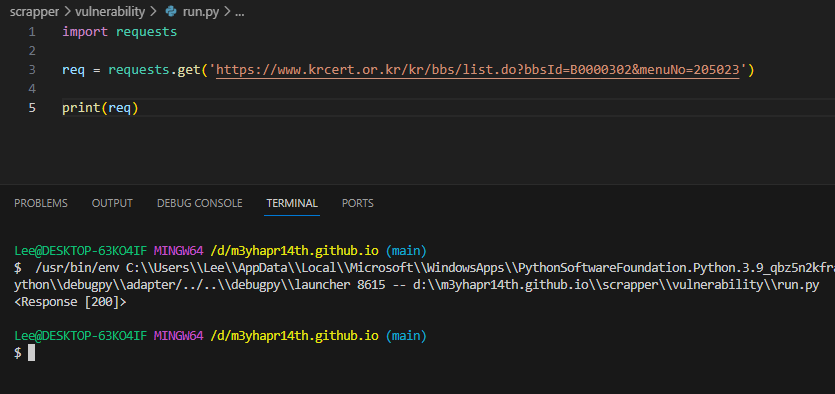 scrapper > vulnerability > run.py > ...
1 import requests
2
3 req = requests.get('https://www.krcert.or.kr/kr/bbs/list.do?bbsId=B0000302&menuNo=205023')
4
5 print(req)
PROBLEMS OUTPUT DEBUG CONSOLE TERMINAL PORTS
Lee@DESKTOP-63KO4IF MINGW64 /d/m3yhapr14th.github.io (main)
$ /usr/bin/env C:\\Users\\Lee\\AppData\\Local\\Microsoft\\WindowsApps\\PythonSoftwareFoundation.Python.3.9_qbz5n2kfra
ython\\debugpy\\adapter/../..\\debugpy\\launcher 8615 -- d:\\m3yhapr14th.github.io\\scrapper\\vulnerability\\run.py
<Response [200]>
Lee@DESKTOP-63KO4IF MINGW64 /d/m3yhapr14th.github.io (main)
$